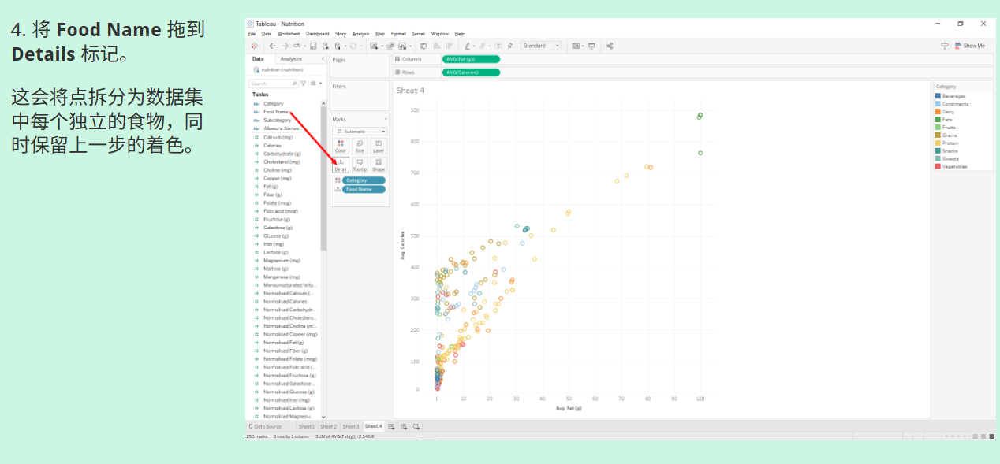 4. 将 Food Name 拖到
Details 标记。
这会将点拆分为数据集
中每个独立的食物，同
时保留上一步的着色。
Tableau - Nutrition
File Data Worksheet Dashboard Story Analysis Map Format Server Window Help
Standard
Show Me
Data Analytics
nutrition (nutrition)
Search
Tables
Abc Category
Abc Food Name
Abc Subcategory
Abc Measure Names
Calcium (mg)
Calories
Carbohydrate (g)
Cholesterol (mg)
Choline (mg)
Copper (mg)
Fat (g)
Fiber (g)
Folate (mcg)
Folic acid (mcg)
Fructose (g)
Galactose (g)
Glucose (g)
Iron (mg)
Lactose (g)
Magnesium (mg)
Maltose (g)
Manganese (mg)
Monounsaturated fatty...
Normalised Calcium (...
Normalised Calories
Normalised Carbohydr...
Normalised Cholestero...
Normalised Choline (m...
Normalised Copper (mg)
Normalised Fat (g)
Normalised Fiber (g)
Normalised Folate (mcg)
Normalised Folic acid (...
Normalised Fructose (g)
Normalised Galactose ...
Normalised Glucose (g)
Normalised Iron (mg)
Normalised Lactose (g)
Normalised Magnesiu...
Pages
Filters
Marks
Automatic
Color Size Label
Detail Tooltip Shape
Category
Food Name
Columns AVG(Fat (g))
Rows AVG(Calories)
Sheet 4
900
800
700
600
500
400
300
200
100
0
Avg. Calories
0 10 20 30 40 50 60 70 80 90 100
Avg. Fat (g)
Category
Beverages
Condiments
Dairy
Fats
Fruits
Grains
Protein
Snacks
Sweets
Vegetables
Data Source Sheet 1 Sheet 2 Sheet 3 Sheet 4
250 marks 1 row by 1 column SUM of AVG(Fat (g)): 2,546.8